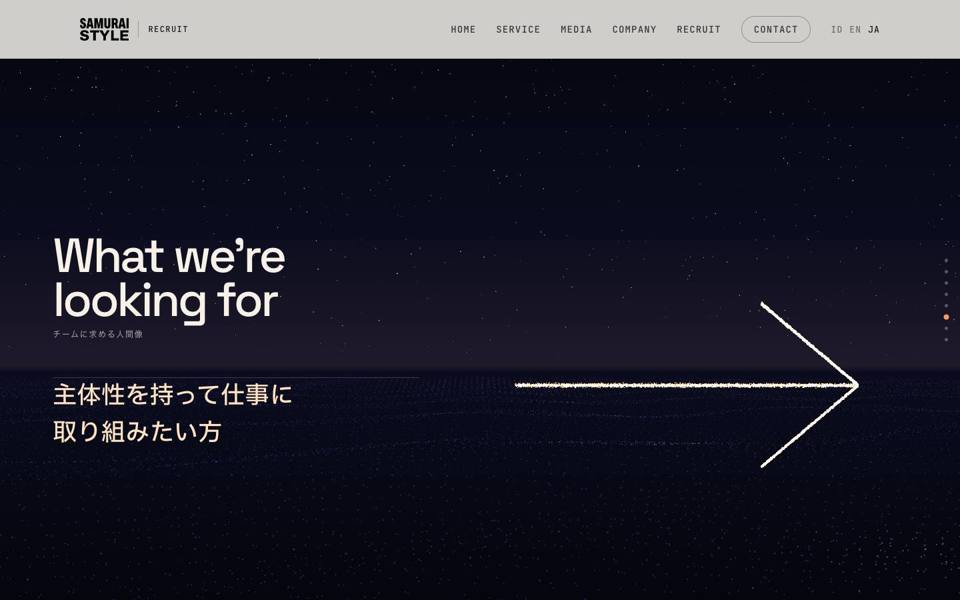 SAMURAI
STYLE
RECRUIT
HOME SERVICE MEDIA COMPANY RECRUIT CONTACT ID EN JA
What we're
looking for
チームに求める人間像
主体性を持って仕事に
取り組みたい方